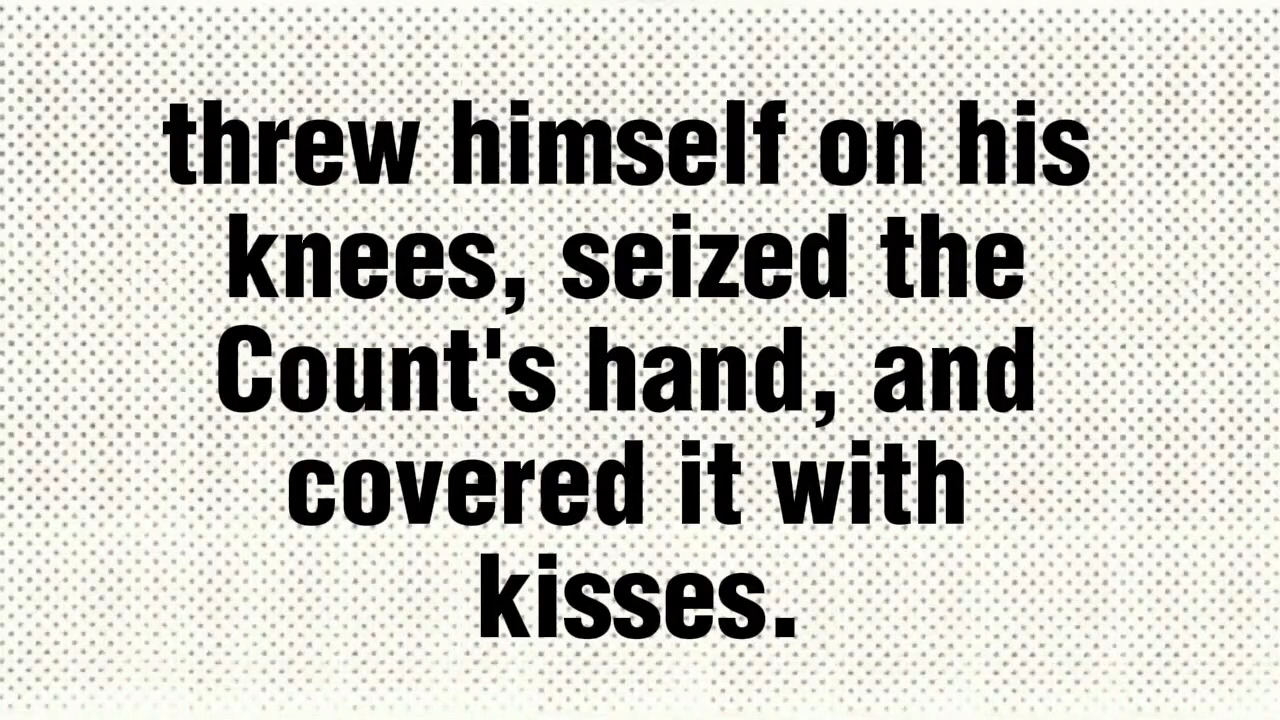 threw himself on his
knees, seized the
Count's hand, and
covered it with
kisses.